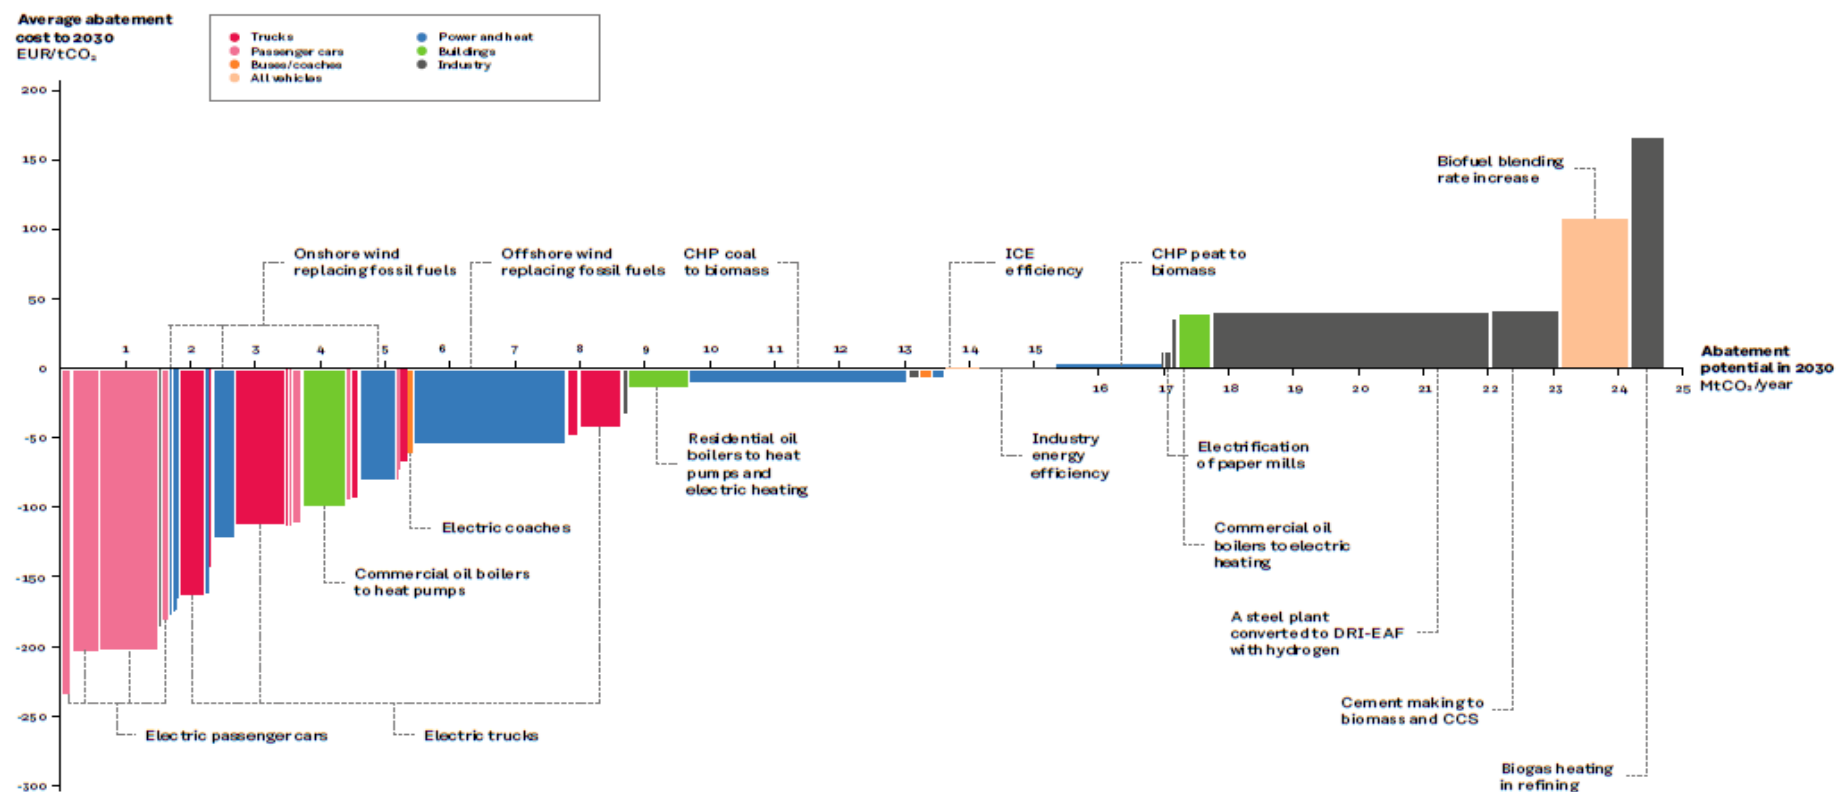 Average abatement
cost to 2030
EUR/tCO₂
Trucks
Passenger cars
Buses/coaches
All vehicles
Power and heat
Buildings
Industry
200
150
100
50
0
-50
-100
-150
-200
-250
-300
Biofuel blending
rate increase
Onshore wind
replacing fossil fuels
Offshore wind
replacing fossil fuels
CHP coal
to biomass
ICE
efficiency
CHP peat to
biomass
1
2
3
4
5
6
7
8
9
10
11
12
13
14
15
16
17
18
19
20
21
22
23
24
25
Abatement
potential in 2030
MtCO₂/year
Residential oil
boilers to heat
pumps and
electric heating
Industry
energy
efficiency
Electrification
of paper mills
Electric coaches
Commercial oil
boilers to electric
heating
Commercial oil boilers
to heat pumps
A steel plant
converted to DRI-EAF
with hydrogen
Cement making to
biomass and CCS
Electric passenger cars
Electric trucks
Biogas heating
in refining